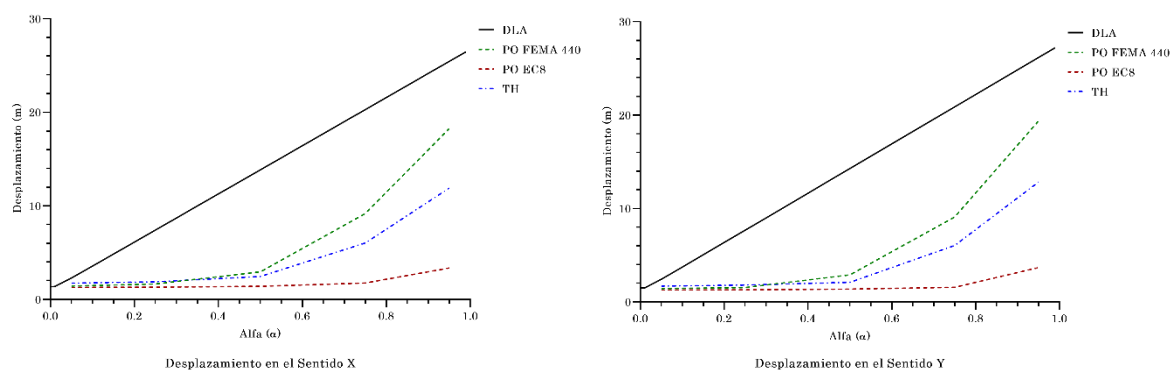 30
20
10
0
Desplazamiento (m)
0.0 0.2 0.4 0.6 0.8 1.0
Alfa (α)
DLA
PO FEMA 440
PO EC8
TH
Desplazamiento en el Sentido X
30
20
10
0
Desplazamiento (m)
0.0 0.2 0.4 0.6 0.8 1.0
Alfa (α)
DLA
PO FEMA 440
PO EC8
TH
Desplazamiento en el Sentido Y